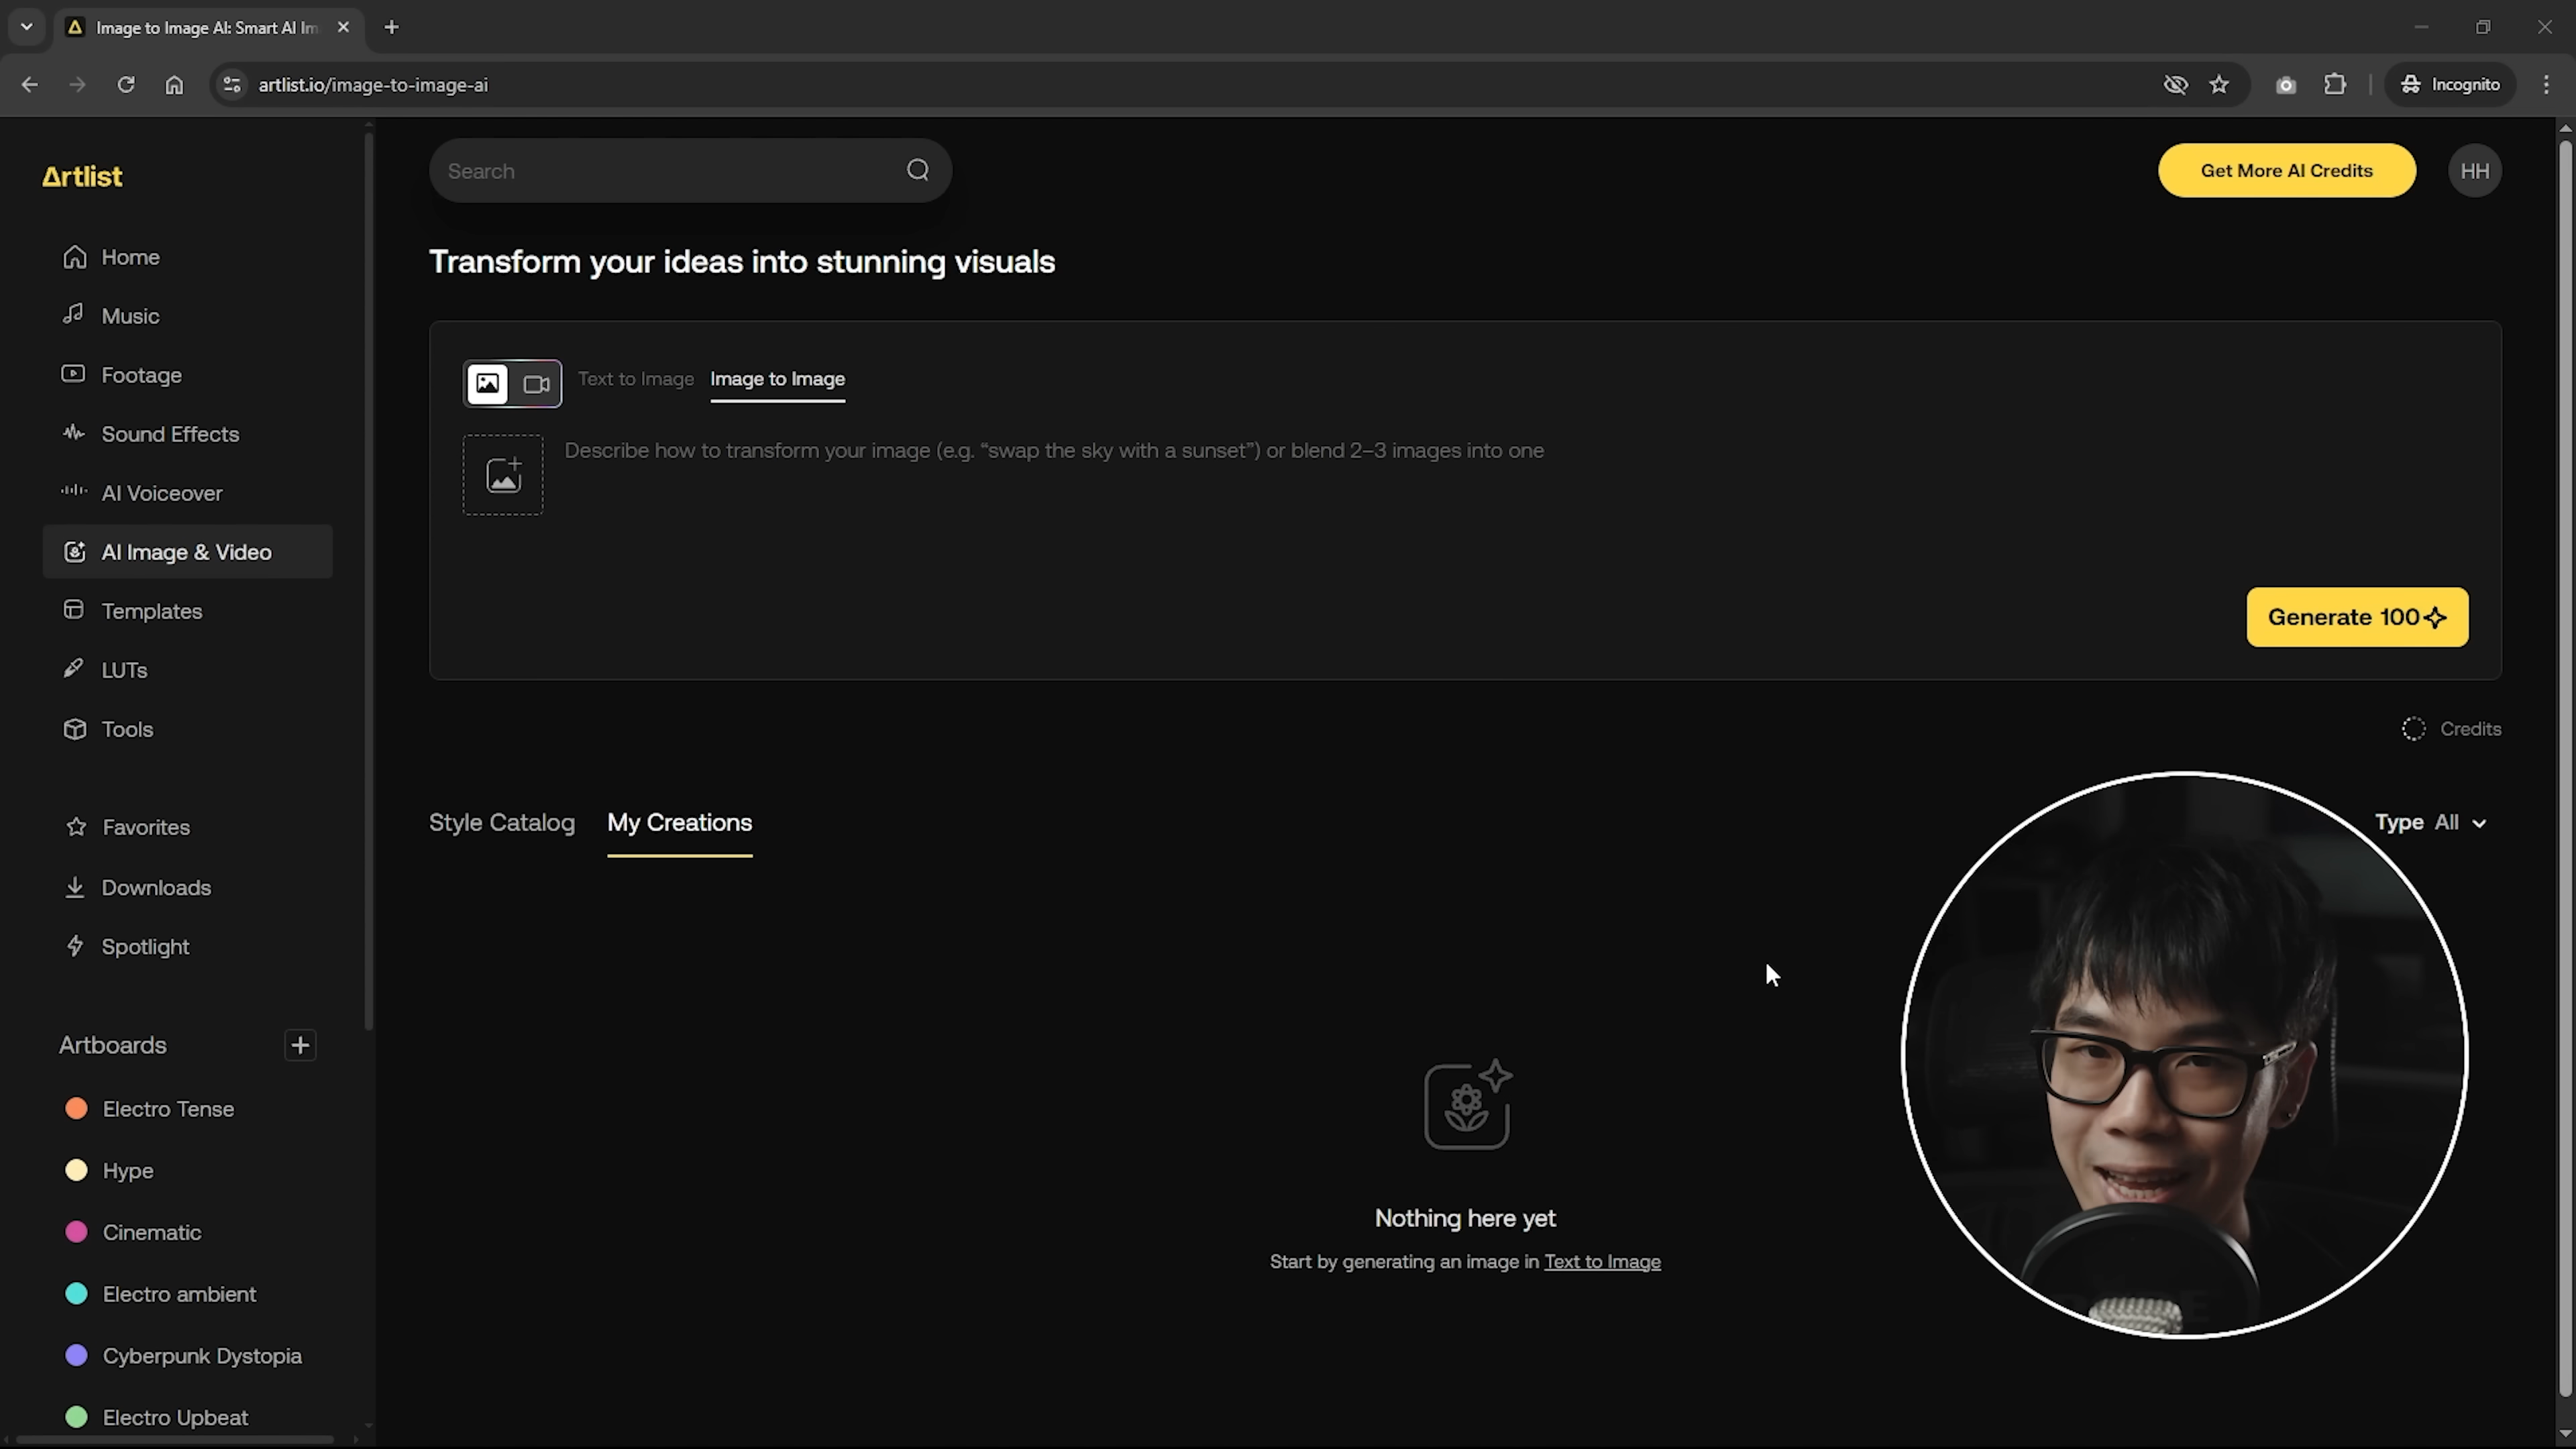 Image to Image AI: Smart AI Im
artlist.io/image-to-image-ai
Incognito
Artlist
Search
Get More AI Credits
HH
Home
Music
Footage
Sound Effects
AI Voiceover
AI Image & Video
Templates
LUTs
Tools
Favorites
Downloads
Spotlight
Artboards
Electro Tense
Hype
Cinematic
Electro ambient
Cyberpunk Dystopia
Electro Upbeat
Transform your ideas into stunning visuals
Text to Image Image to Image
Describe how to transform your image (e.g. “swap the sky with a sunset”) or blend 2–3 images into one
Generate 100
Credits
Style Catalog My Creations
Type All
Nothing here yet
Start by generating an image in Text to Image